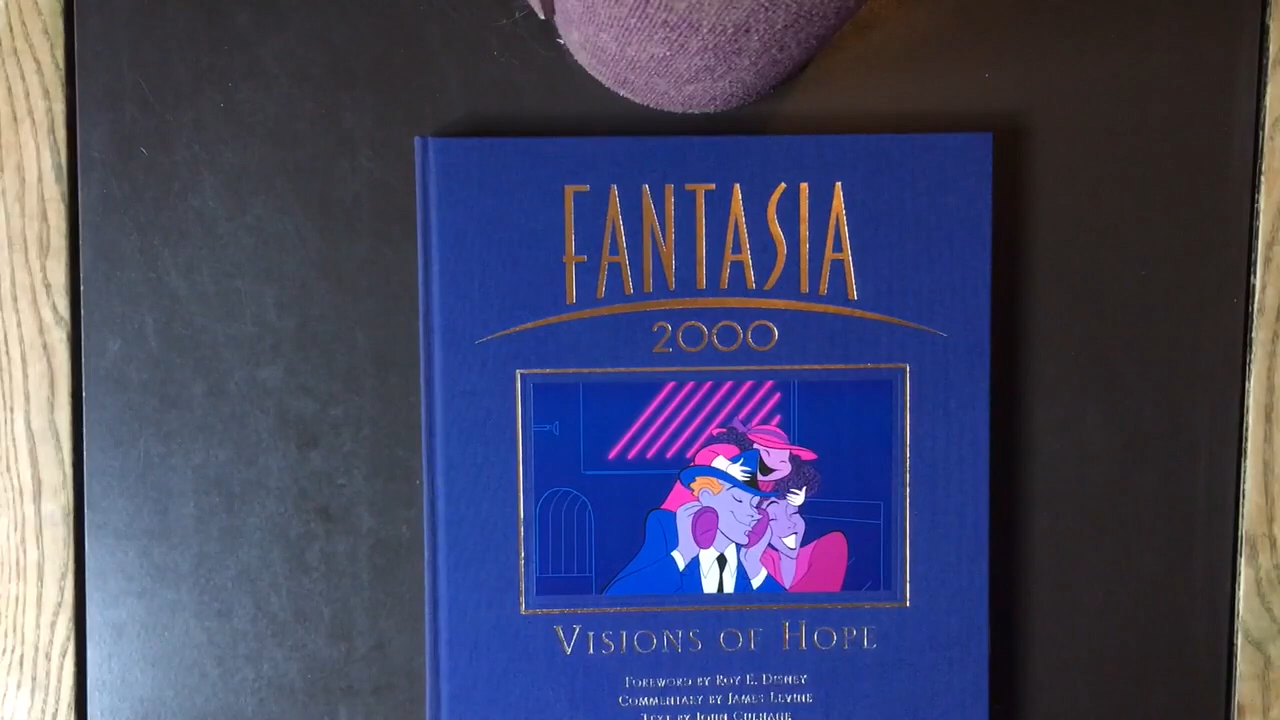 FANTASIA
2000
VISIONS OF HOPE
FOREWORD BY ROY E. DISNEY
COMMENTARY BY JAMES LEVINE
TEXT BY JOHN CULHANE